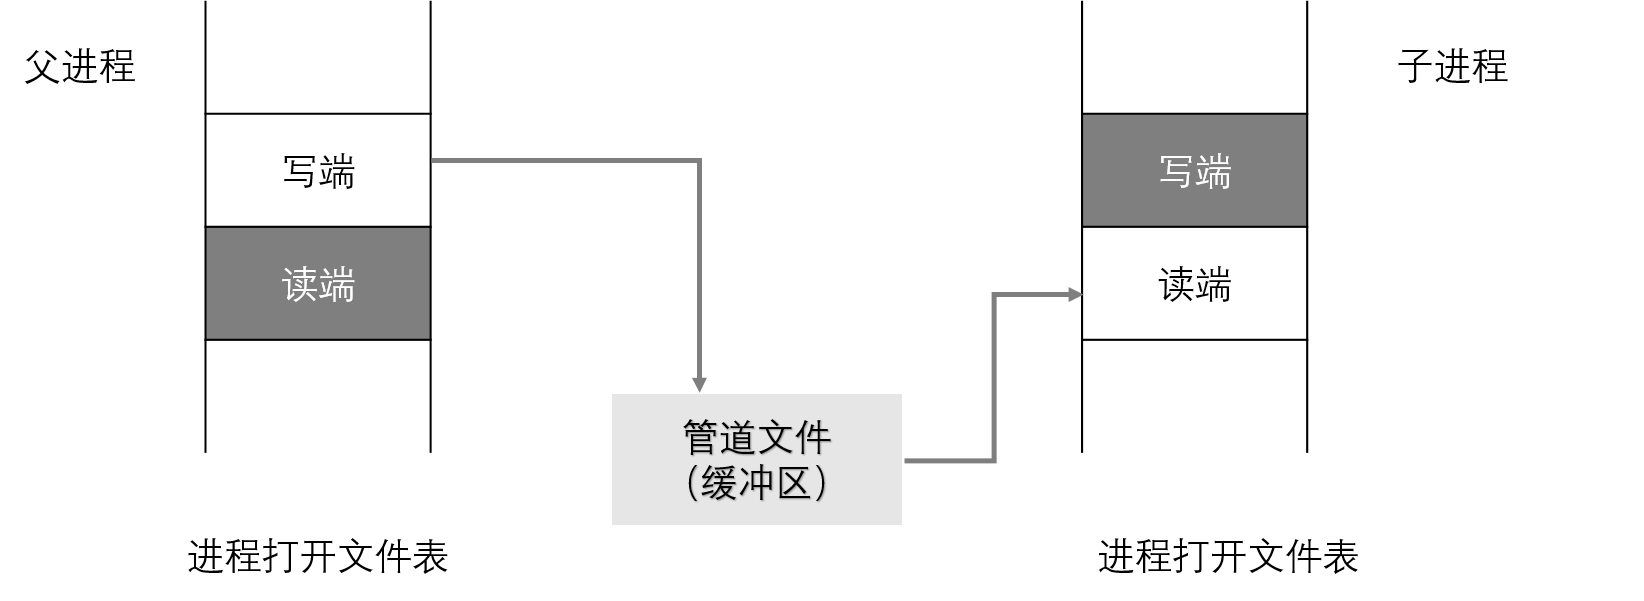 父进程
子进程
写端
写端
读端
读端
管道文件
（缓冲区）
进程打开文件表
进程打开文件表